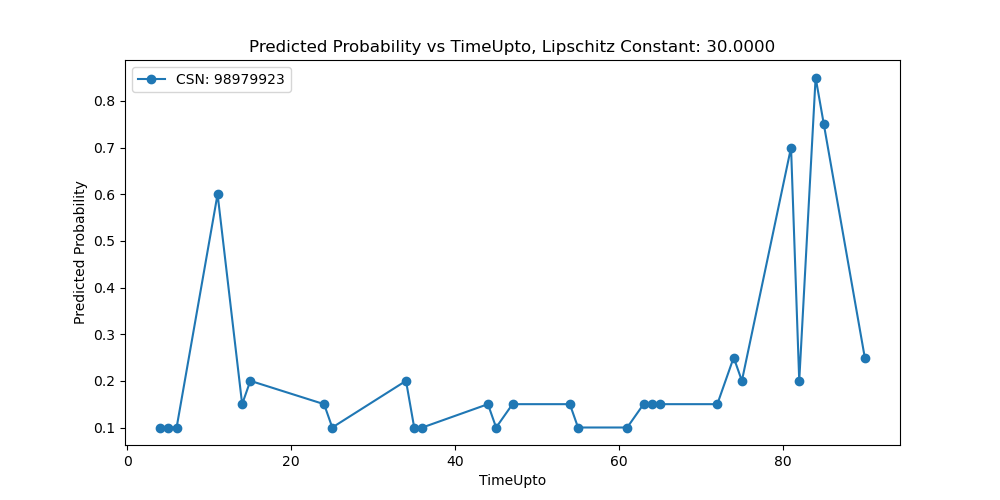 Predicted Probability vs TimeUpto, Lipschitz Constant: 30.0000
CSN: 98979923
Predicted Probability
0.8
0.7
0.6
0.5
0.4
0.3
0.2
0.1
0 20 40 60 80
TimeUpto